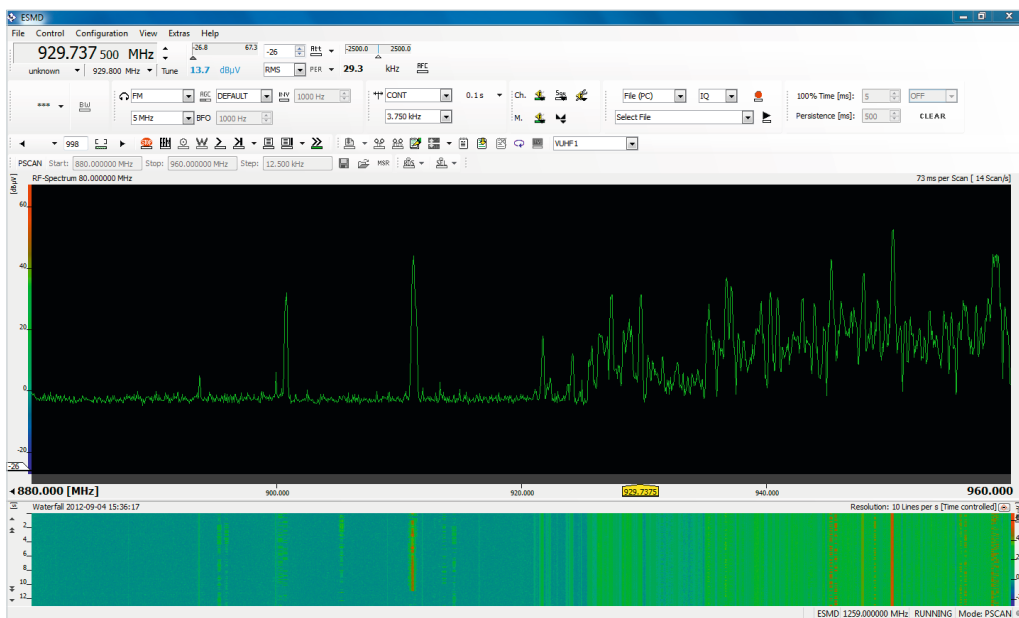 ESMD
File Control Configuration View Extras Help
929.737 500 MHz -26.8 67.3 -26 Att -2500.0 2500.0
unknown 929.800 MHz Tune 13.7 dBµV RMS PER 29.3 kHz AFC
*** BW FM AGC DEFAULT INV 1000 Hz CONT 0.1 s Ch. Sqs File (PC) IQ 100% Time [ms]: 5 OFF
5 MHz BFO 1000 Hz 3.750 kHz M. Select File Persistence [ms]: 500 CLEAR
998 VUHF1
PSCAN Start: 880.000000 MHz Stop: 960.000000 MHz Step: 12.500 kHz MSR
[dBµV] RF-Spectrum 80.000000 MHz 73 ms per Scan [ 14 Scan/s]
60
40
20
0
-20
-26
880.000 [MHz] 900.000 920.000 929.7375 940.000 960.000
[s] Waterfall 2012-09-04 15:36:17 Resolution: 10 Lines per s [Time controlled]
2
4
6
8
10
12
ESMD 1259.000000 MHz RUNNING Mode: PSCAN